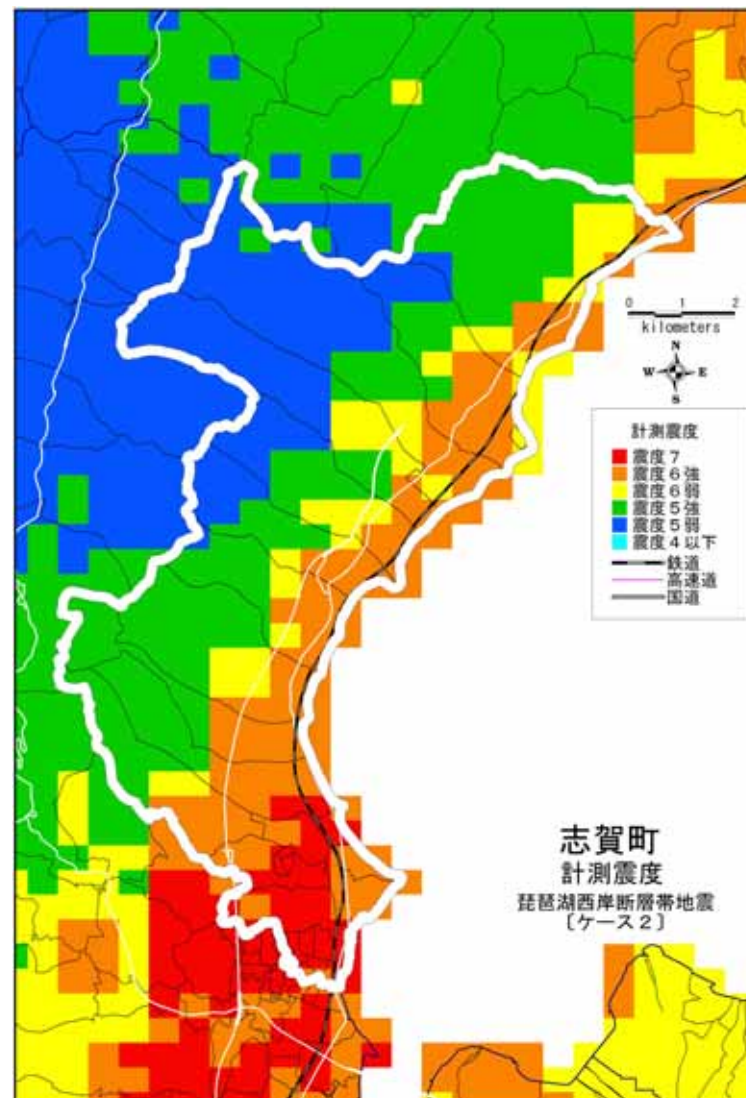 0 1 2
kilometers
N
W E
S
計測震度
震度7
震度6強
震度6弱
震度5強
震度5弱
震度4以下
鉄道
高速道
国道
志賀町
計測震度
琵琶湖西岸断層帯地震
〔ケース2〕